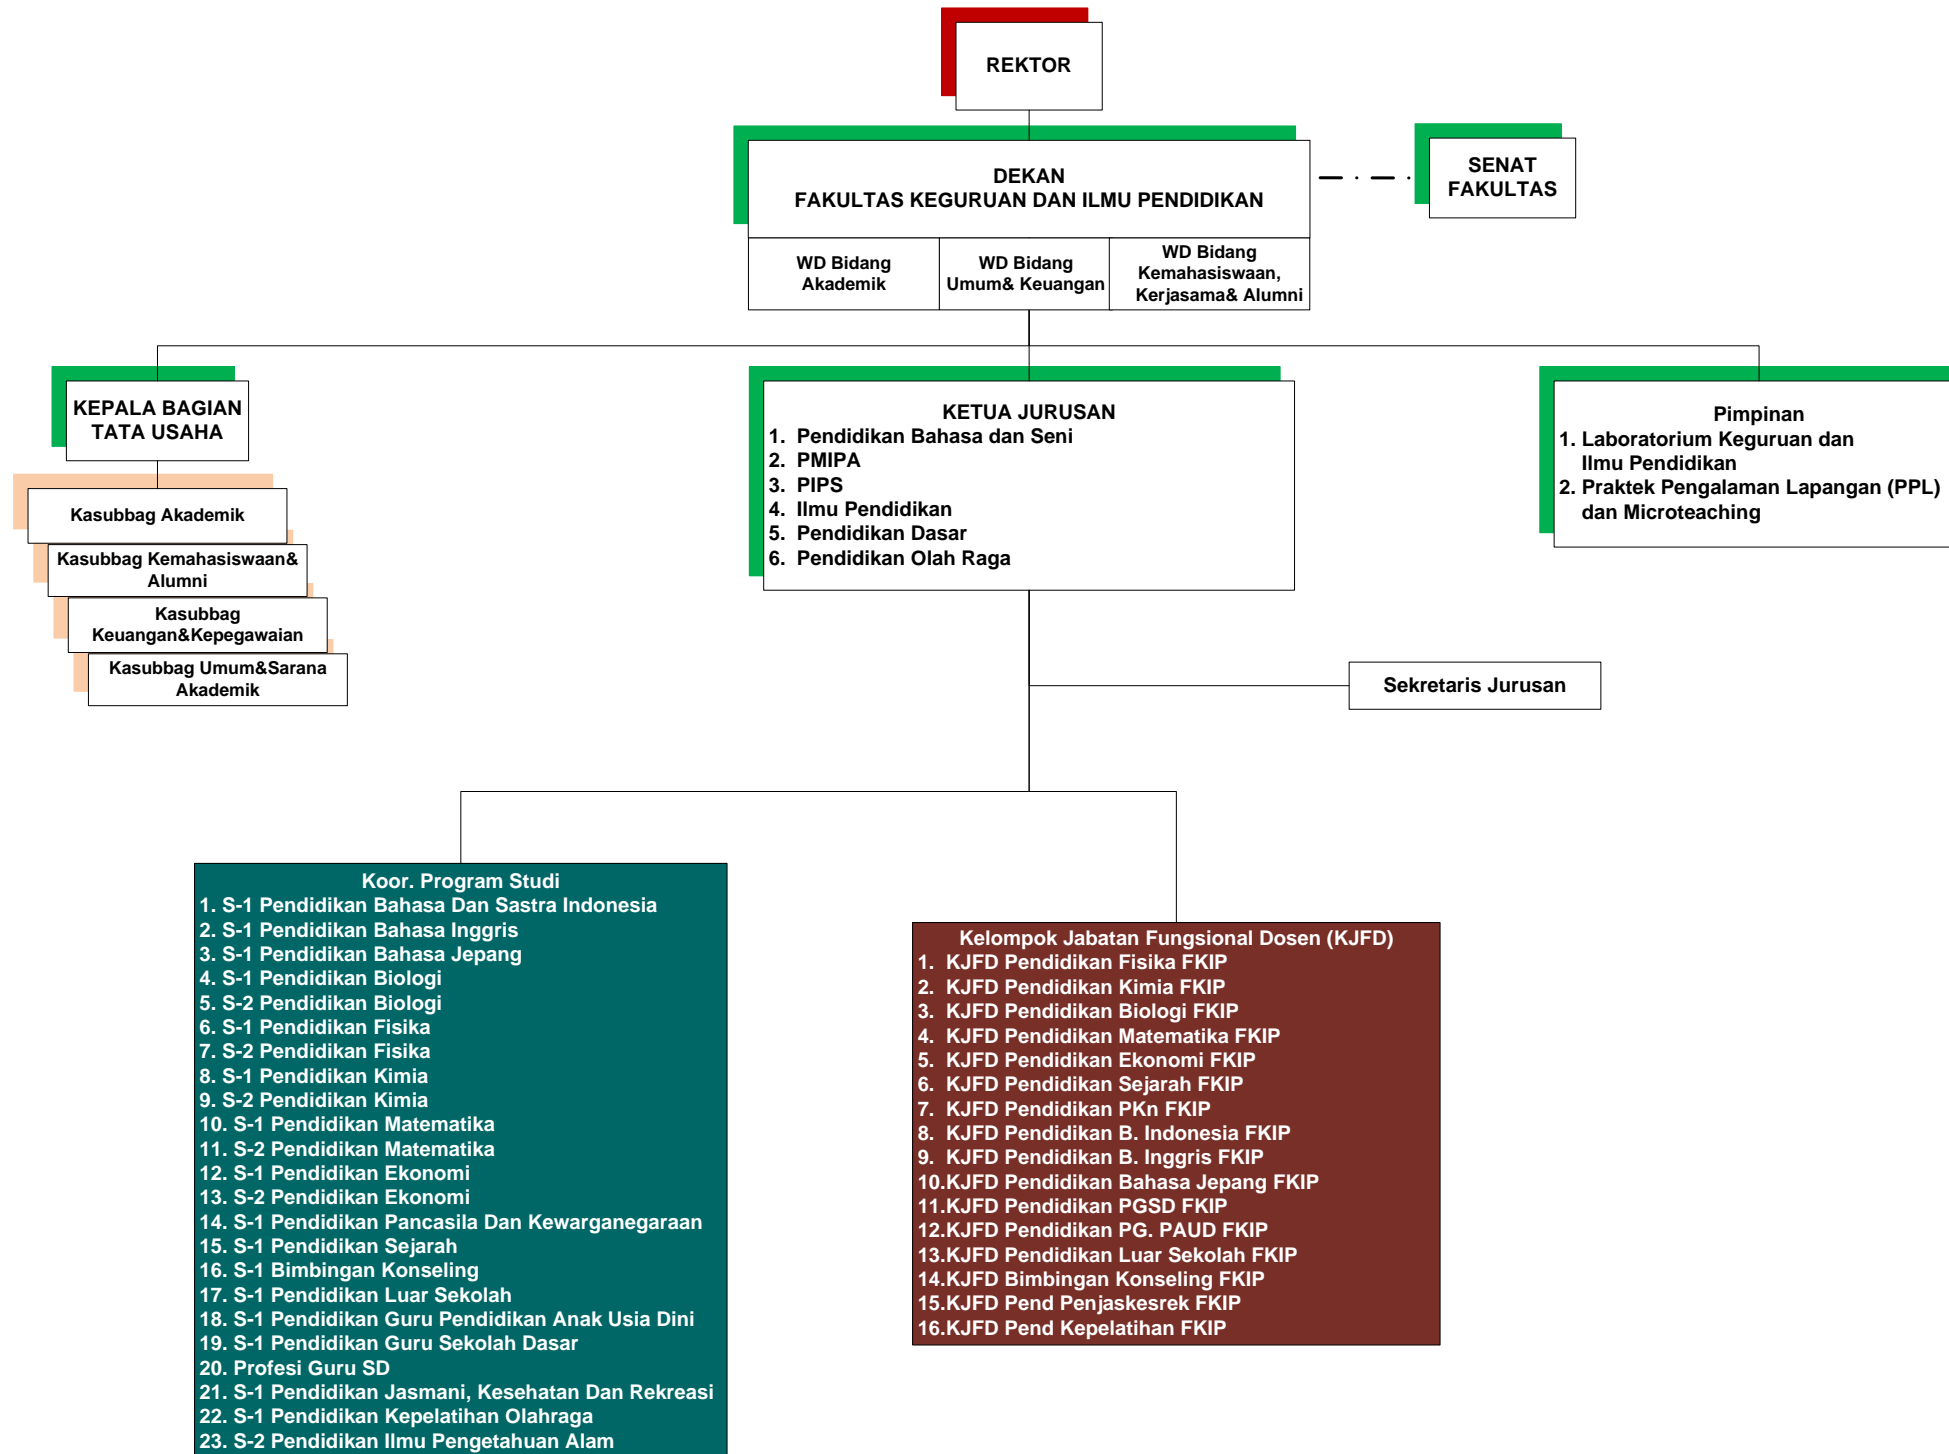 REKTOR
DEKAN
FAKULTAS KEGURUAN DAN ILMU PENDIDIKAN
SENAT
FAKULTAS
WD Bidang
Akademik
WD Bidang
Umum& Keuangan
WD Bidang
Kemahasiswaan,
Kerjasama& Alumni
KEPALA BAGIAN
TATA USAHA
Kasubbag Akademik
Kasubbag Kemahasiswaan&
Alumni
Kasubbag
Keuangan&Kepegawaian
Kasubbag Umum&Sarana
Akademik
KETUA JURUSAN
1. Pendidikan Bahasa dan Seni
2. PMIPA
3. PIPS
4. Ilmu Pendidikan
5. Pendidikan Dasar
6. Pendidikan Olah Raga
Pimpinan
1. Laboratorium Keguruan dan
Ilmu Pendidikan
2. Praktek Pengalaman Lapangan (PPL)
dan Microteaching
Sekretaris Jurusan
Koor. Program Studi
1. S-1 Pendidikan Bahasa Dan Sastra Indonesia
2. S-1 Pendidikan Bahasa Inggris
3. S-1 Pendidikan Bahasa Jepang
4. S-1 Pendidikan Biologi
5. S-2 Pendidikan Biologi
6. S-1 Pendidikan Fisika
7. S-2 Pendidikan Fisika
8. S-1 Pendidikan Kimia
9. S-2 Pendidikan Kimia
10. S-1 Pendidikan Matematika
11. S-2 Pendidikan Matematika
12. S-1 Pendidikan Ekonomi
13. S-2 Pendidikan Ekonomi
14. S-1 Pendidikan Pancasila Dan Kewarganegaraan
15. S-1 Pendidikan Sejarah
16. S-1 Bimbingan Konseling
17. S-1 Pendidikan Luar Sekolah
18. S-1 Pendidikan Guru Pendidikan Anak Usia Dini
19. S-1 Pendidikan Guru Sekolah Dasar
20. Profesi Guru SD
21. S-1 Pendidikan Jasmani, Kesehatan Dan Rekreasi
22. S-1 Pendidikan Kepelatihan Olahraga
23. S-2 Pendidikan Ilmu Pengetahuan Alam
Kelompok Jabatan Fungsional Dosen (KJFD)
1. KJFD Pendidikan Fisika FKIP
2. KJFD Pendidikan Kimia FKIP
3. KJFD Pendidikan Biologi FKIP
4. KJFD Pendidikan Matematika FKIP
5. KJFD Pendidikan Ekonomi FKIP
6. KJFD Pendidikan Sejarah FKIP
7. KJFD Pendidikan PKn FKIP
8. KJFD Pendidikan B. Indonesia FKIP
9. KJFD Pendidikan B. Inggris FKIP
10.KJFD Pendidikan Bahasa Jepang FKIP
11.KJFD Pendidikan PGSD FKIP
12.KJFD Pendidikan PG. PAUD FKIP
13.KJFD Pendidikan Luar Sekolah FKIP
14.KJFD Bimbingan Konseling FKIP
15.KJFD Pend Penjaskesrek FKIP
16.KJFD Pend Kepelatihan FKIP